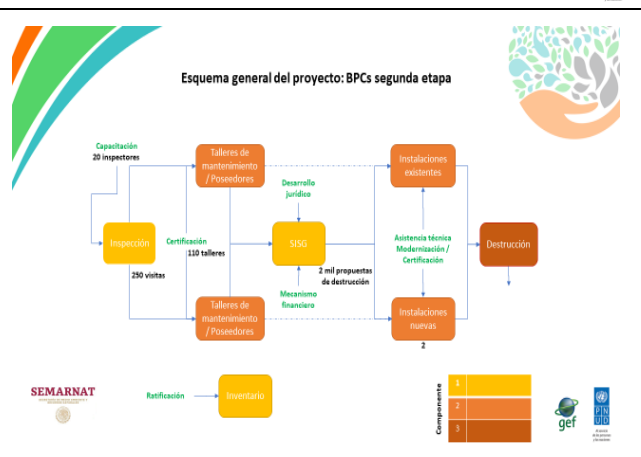 Esquema general del proyecto: BPCs segunda etapa
Capacitación
20 inspectores
Talleres de
mantenimiento
/ Poseedores
Instalaciones
existentes
Desarrollo
jurídico
Inspección
Certificación
110 talleres
SISG
Asistencia técnica
Modernización /
Certificación
Destrucción
250 visitas
2 mil propuestas
de destrucción
Mecanismo
financiero
Talleres de
mantenimiento
/ Poseedores
Instalaciones
nuevas
2
SEMARNAT
Ratificación
Inventario
Componente
1
2
3
gef
P N
U D